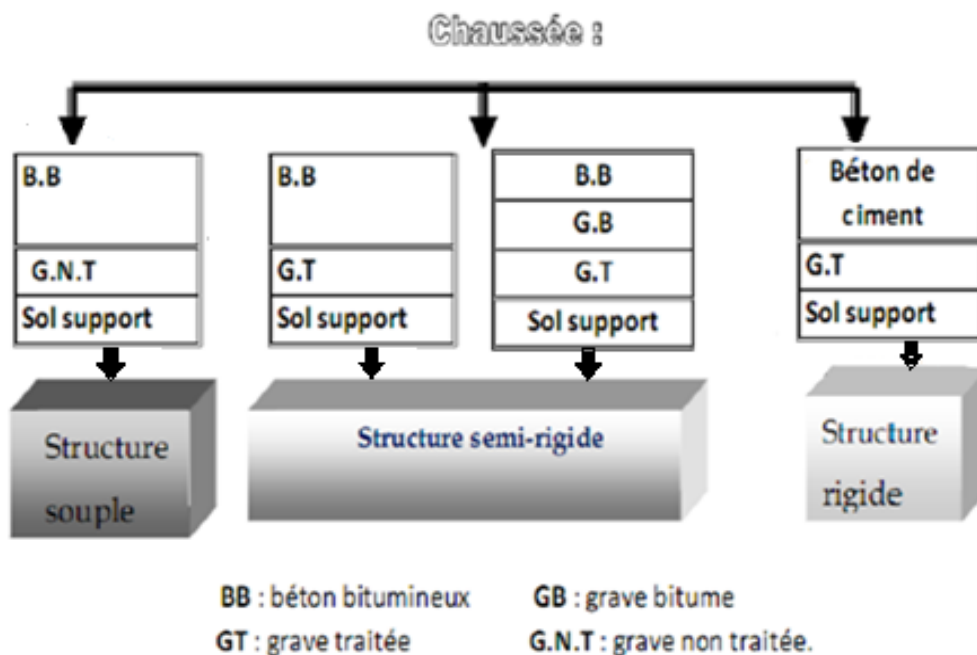 Chaussée :
B.B
G.N.T
Sol support
B.B
G.T
Sol support
B.B
G.B
G.T
Sol support
Béton de
ciment
G.T
Sol support
Structure
souple
Structure semi-rigide
Structure
rigide
BB : béton bitumineux
GB : grave bitume
GT : grave traitée
G.N.T : grave non traitée.